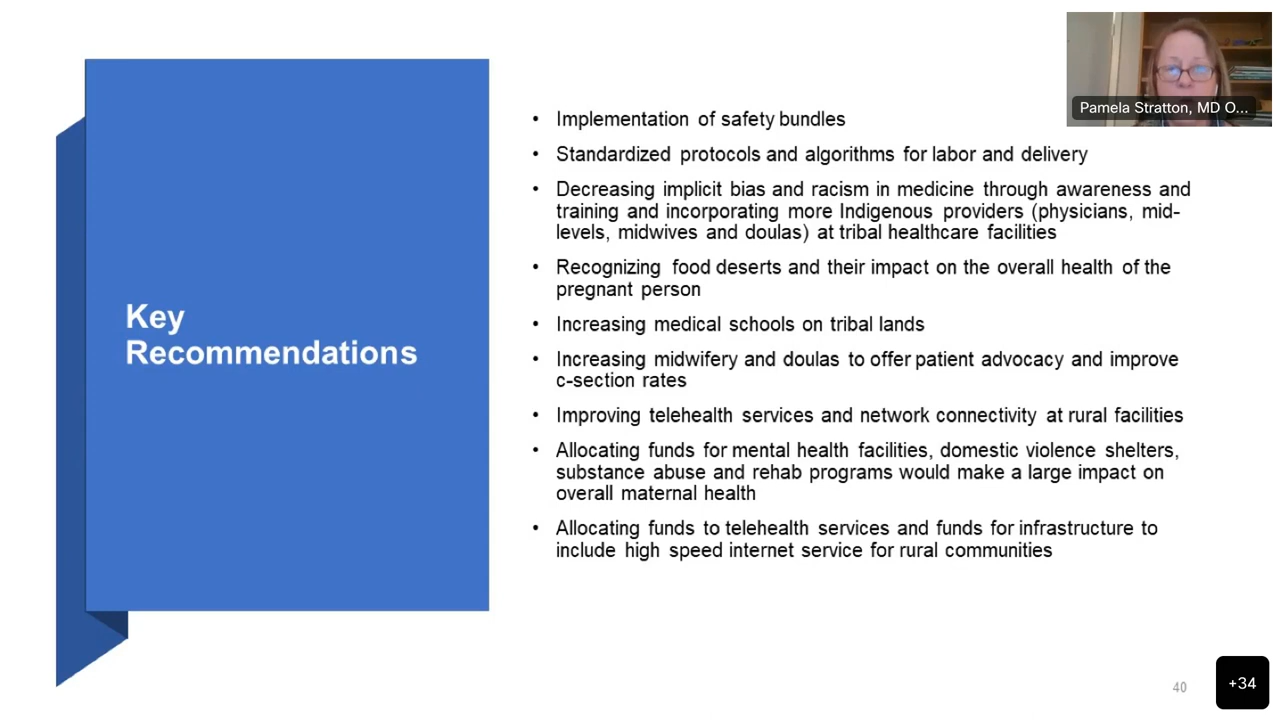 Pamela Stratton, MD O...
Key
Recommendations
• Implementation of safety bundles
• Standardized protocols and algorithms for labor and delivery
• Decreasing implicit bias and racism in medicine through awareness and
training and incorporating more Indigenous providers (physicians, mid-
levels, midwives and doulas) at tribal healthcare facilities
• Recognizing food deserts and their impact on the overall health of the
pregnant person
• Increasing medical schools on tribal lands
• Increasing midwifery and doulas to offer patient advocacy and improve
c-section rates
• Improving telehealth services and network connectivity at rural facilities
• Allocating funds for mental health facilities, domestic violence shelters,
substance abuse and rehab programs would make a large impact on
overall maternal health
• Allocating funds to telehealth services and funds for infrastructure to
include high speed internet service for rural communities
40
+34